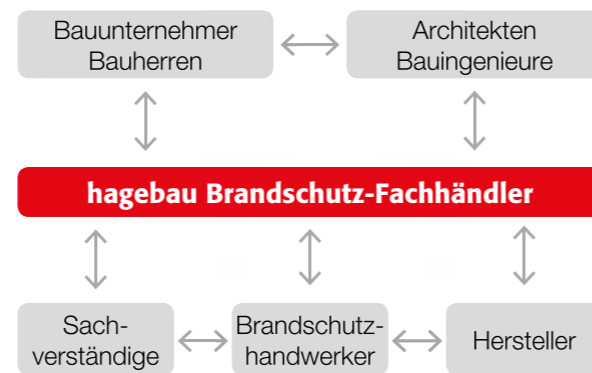 Bauunternehmer
Bauherren
Architekten
Bauingenieure
hagebau Brandschutz-Fachhändler
Sach-
verständige
Brandschutz-
handwerker
Hersteller